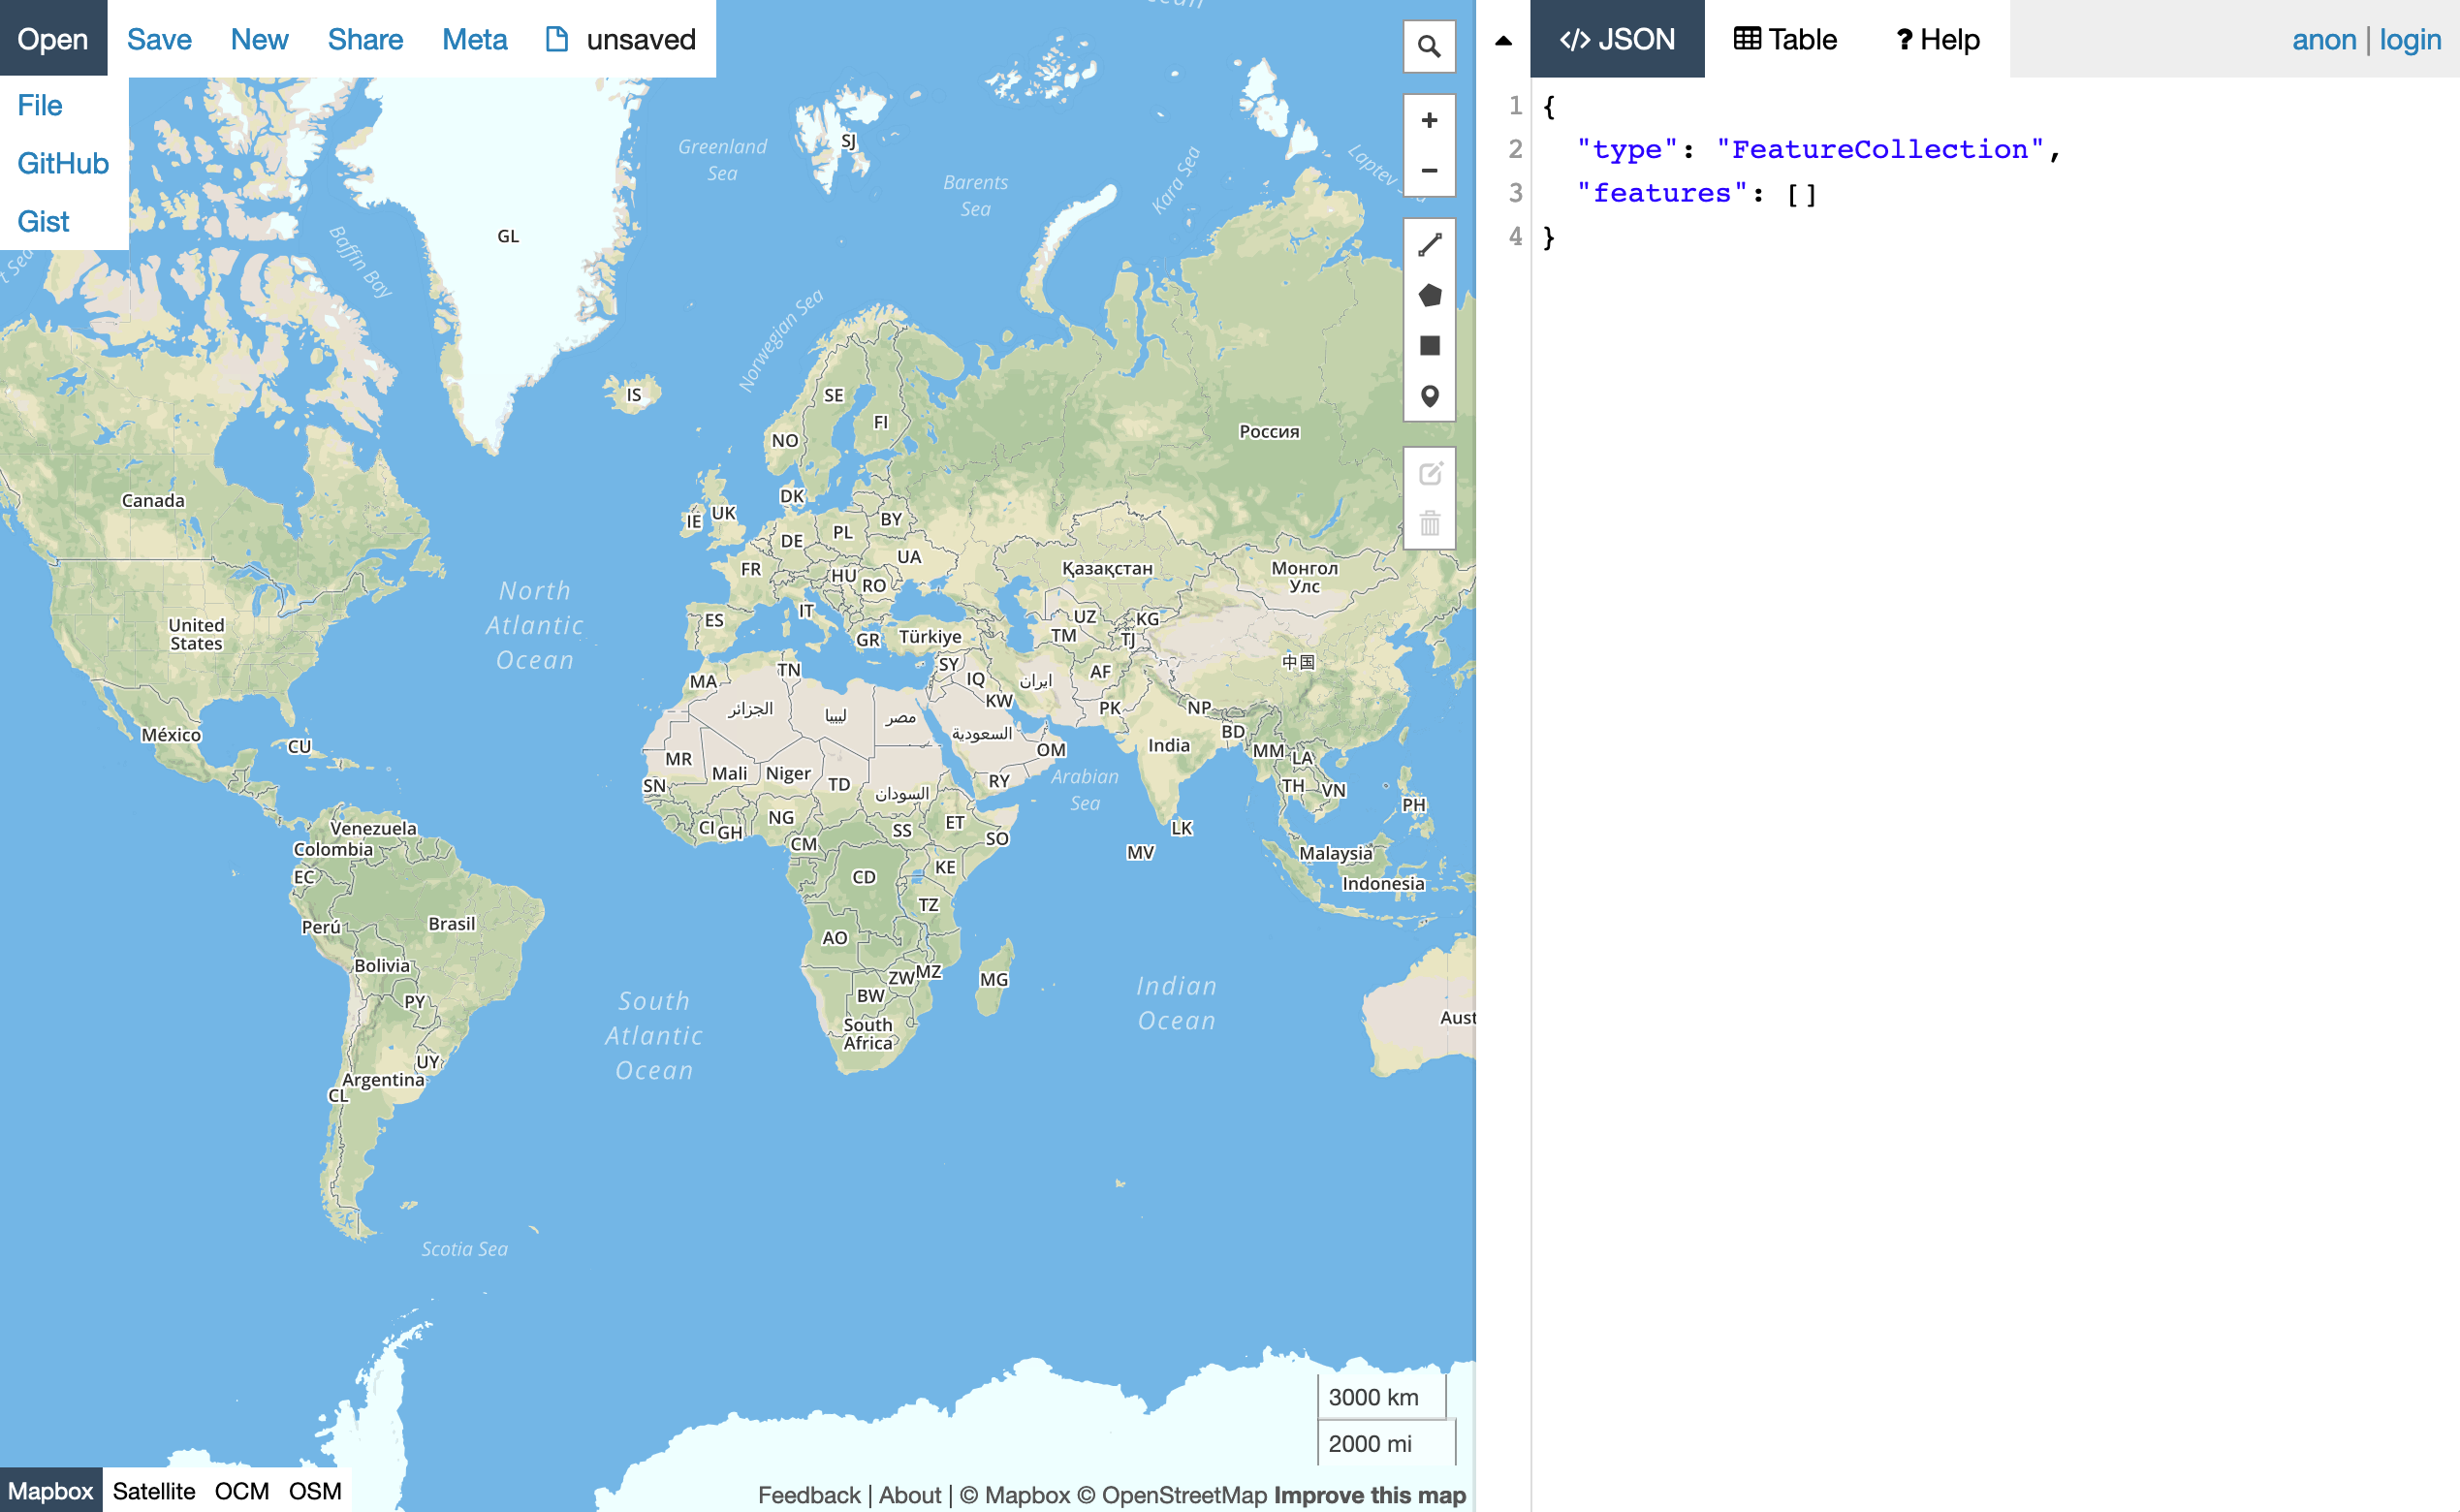 Open Save New Share Meta unsaved
File
GitHub
Gist
</> JSON Table ? Help
anon | login
1 {
2 "type": "FeatureCollection",
3 "features": []
4 }
+
−
Greenland
Sea
SJ
Barents
Sea
Kara Sea
Laptev
GL
Baffin Bay
Norwegian Sea
IS
SE
FI
NO
Россия
Canada
DK
IE
UK
BY
PL
DE
UA
FR
HU
RO
Қазақстан
Монгол
Улс
North
Atlantic
Ocean
United
States
ES
IT
GR
Türkiye
UZ
KG
TM
TJ
中国
TN
SY
MA
IQ
ایران
AF
KW
الجزائر
ليبيا
مصر
PK
NP
México
CU
السعودية
BD
India
OM
MM
LA
MR
Mali
Niger
TD
السودان
RY
Arabian
Sea
SN
TH
VN
PH
CI
GH
NG
CM
SS
ET
SO
LK
Venezuela
Colombia
MV
Malaysia
EC
CD
KE
Indonesia
TZ
Perú
Brasil
AO
Bolivia
ZW
MZ
MG
PY
BW
South
Atlantic
Ocean
South
Africa
Indian
Ocean
Aust
UY
Argentina
CL
Scotia Sea
3000 km
2000 mi
Mapbox Satellite OCM OSM
Feedback | About | © Mapbox © OpenStreetMap Improve this map